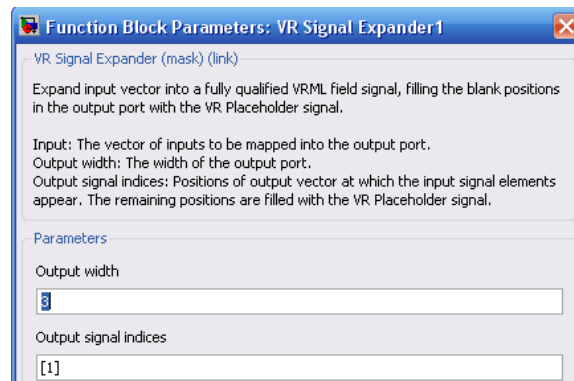 Function Block Parameters: VR Signal Expander1
VR Signal Expander (mask) (link)
Expand input vector into a fully qualified VRML field signal, filling the blank positions
in the output port with the VR Placeholder signal.
Input: The vector of inputs to be mapped into the output port.
Output width: The width of the output port.
Output signal indices: Positions of output vector at which the input signal elements
appear. The remaining positions are filled with the VR Placeholder signal.
Parameters
Output width
3
Output signal indices
[1]